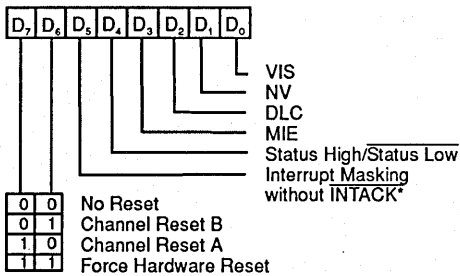 D7 D6 D5 D4 D3 D2 D1 D0
VIS
NV
DLC
MIE
Status High/Status Low
Interrupt Masking
without INTACK*
0 0 No Reset
0 1 Channel Reset B
1 0 Channel Reset A
1 1 Force Hardware Reset